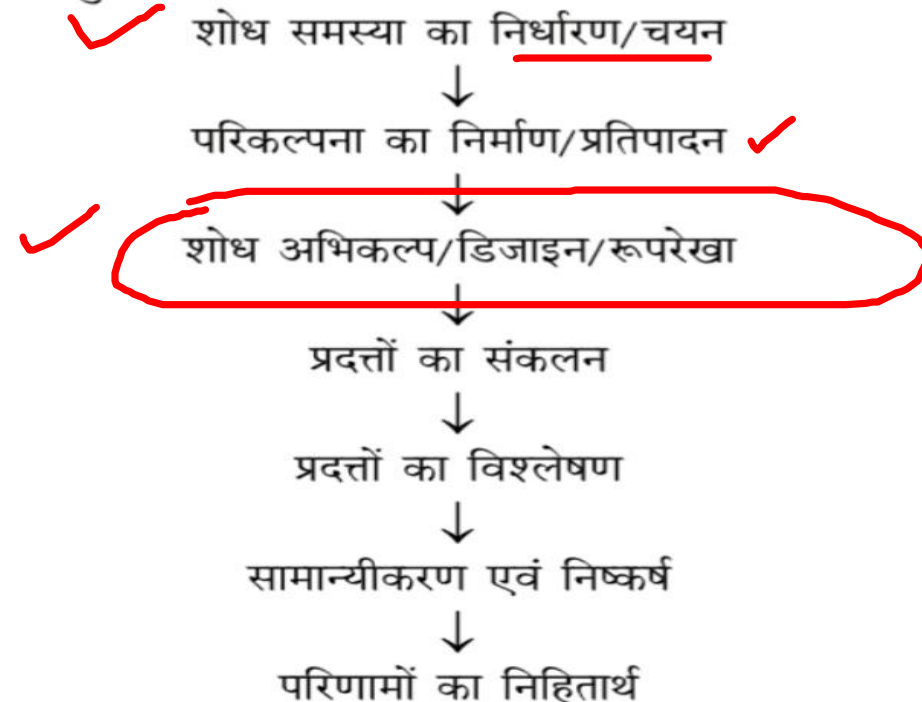 शोध समस्या का निर्धारण/चयन
↓
परिकल्पना का निर्माण/प्रतिपादन
↓
शोध अभिकल्प/डिजाइन/रूपरेखा
↓
प्रदत्तों का संकलन
↓
प्रदत्तों का विश्लेषण
↓
सामान्यीकरण एवं निष्कर्ष
↓
परिणामों का निहितार्थ